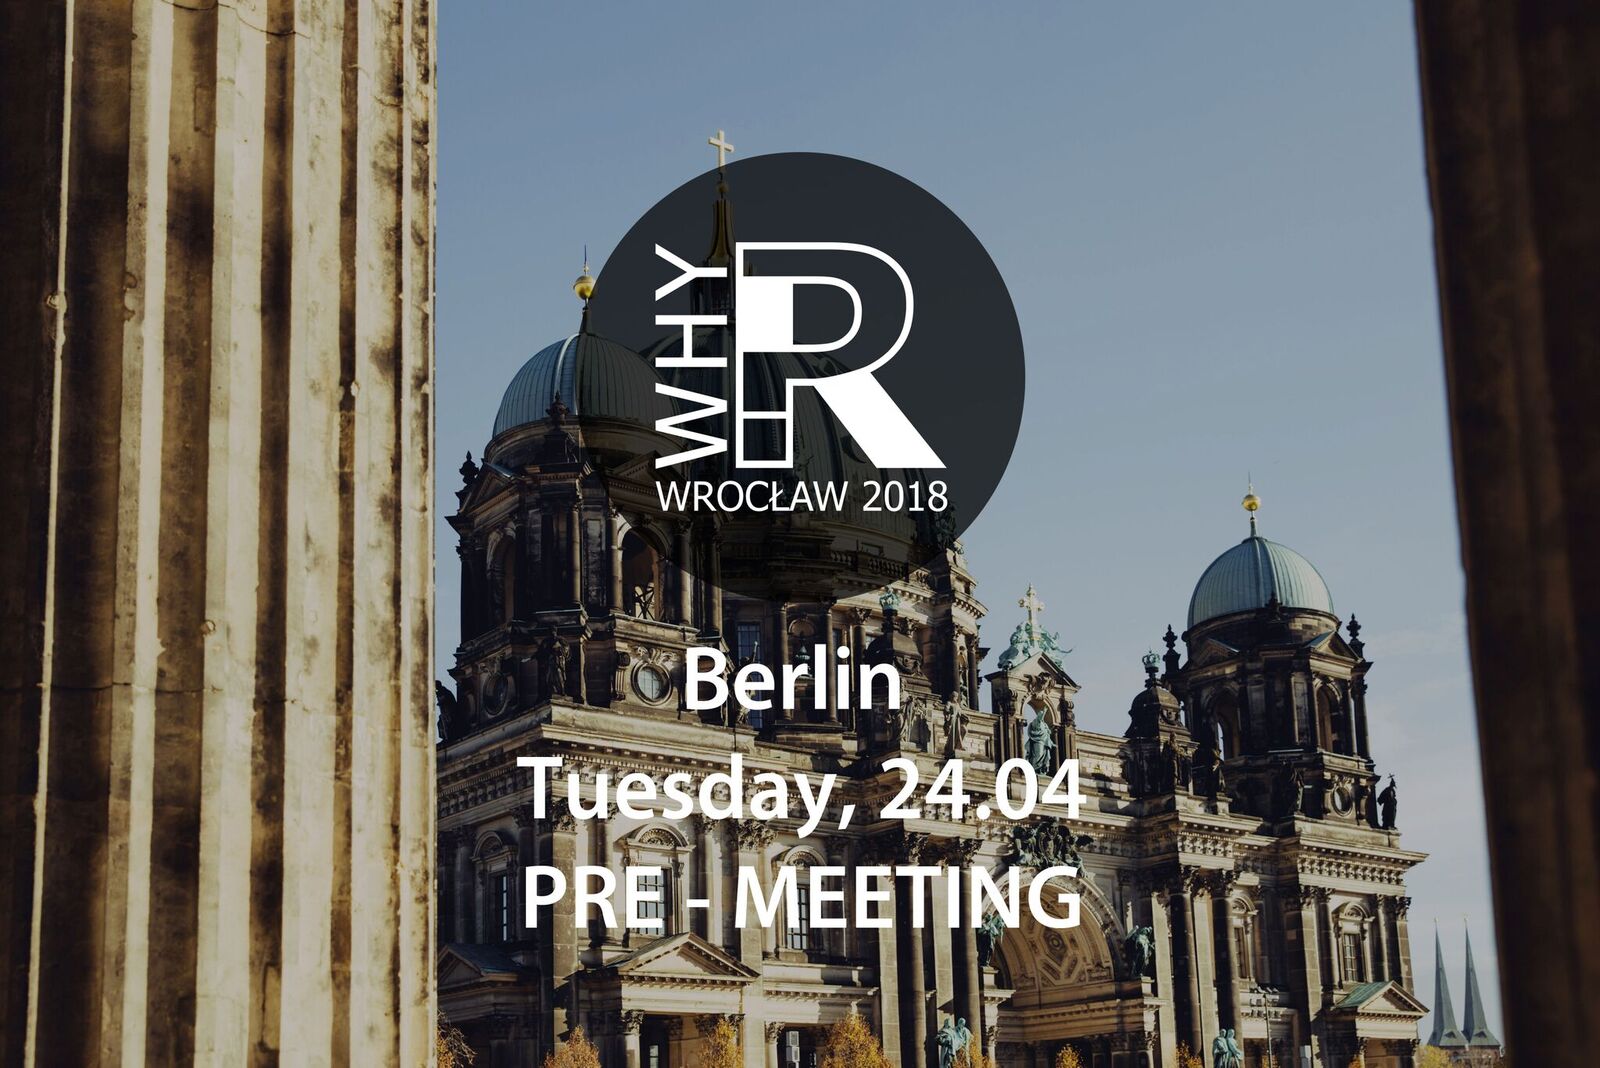 WHY R
WROCŁAW 2018
Berlin
Tuesday, 24.04
PRE - MEETING